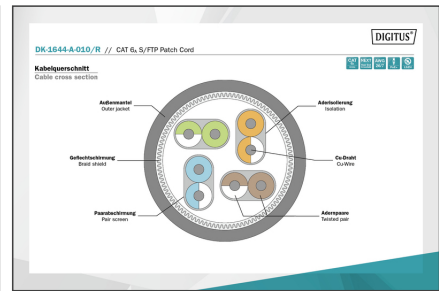 DIGITUS®
DK-1644-A-010/R // CAT 6A S/FTP Patch Cord
Kabelquerschnitt
Cable cross section
Außenmantel
Outer jacket
Aderisolierung
Isolation
Geflechtschirmung
Braid shield
Cu-Draht
Cu-Wire
Paarabschirmung
Pair screen
Adernpaare
Twisted pair